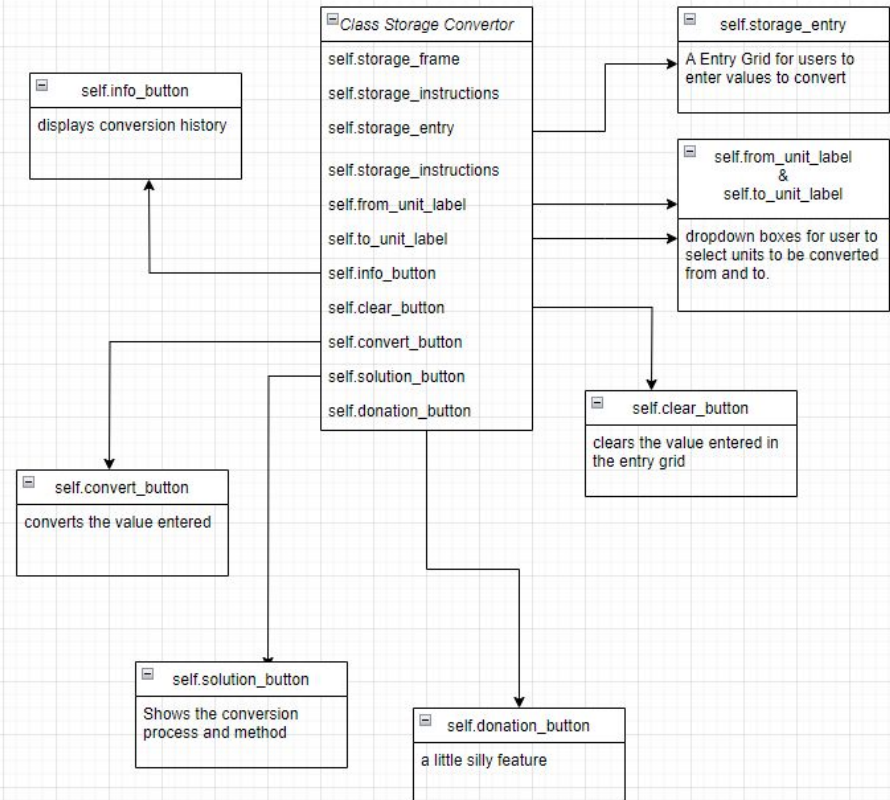 Class Storage Convertor
self.storage_frame
self.storage_instructions
self.storage_entry
self.storage_instructions
self.from_unit_label
self.to_unit_label
self.info_button
self.clear_button
self.convert_button
self.solution_button
self.donation_button
self.storage_entry
A Entry Grid for users to
enter values to convert
self.info_button
displays conversion history
self.from_unit_label
&
self.to_unit_label
dropdown boxes for user to
select units to be converted
from and to.
self.clear_button
clears the value entered in
the entry grid
self.convert_button
converts the value entered
self.solution_button
Shows the conversion
process and method
self.donation_button
a little silly feature